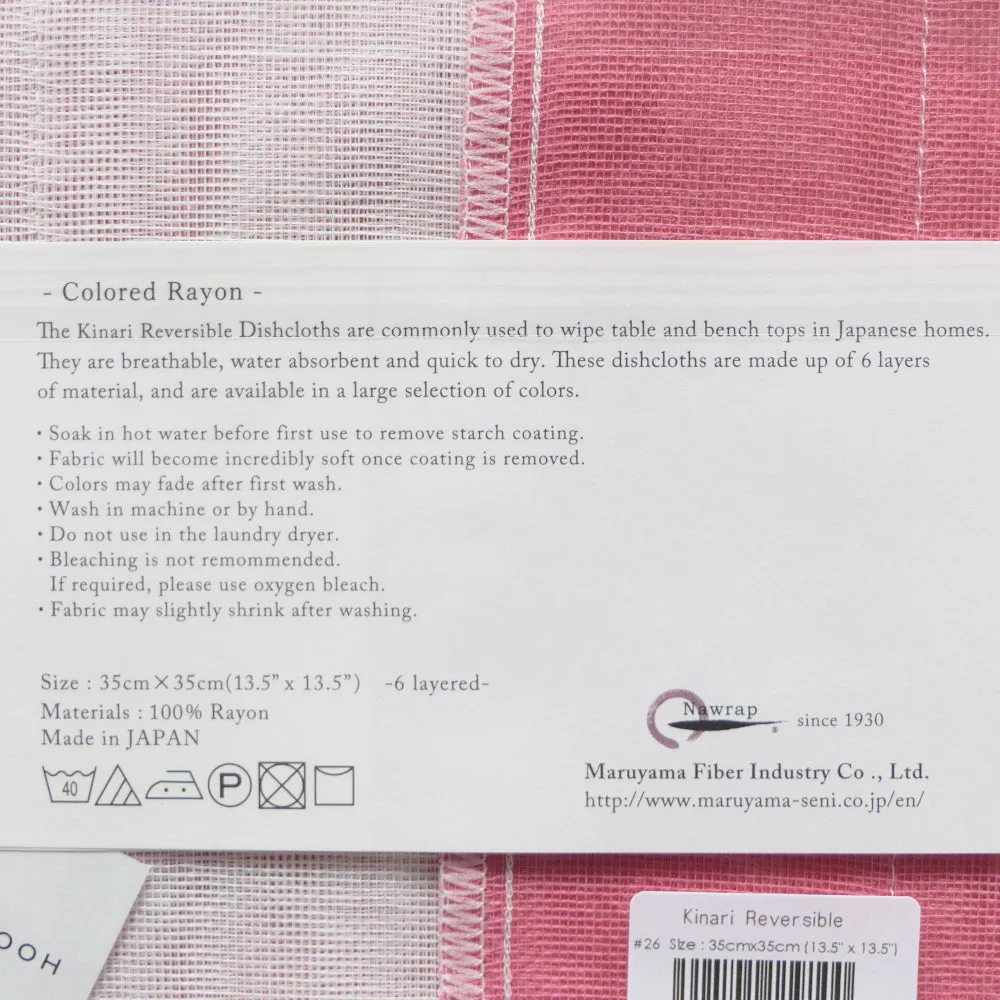 - Colored Rayon -
The Kinari Reversible Dishcloths are commonly used to wipe table and bench tops in Japanese homes.
They are breathable, water absorbent and quick to dry. These dishcloths are made up of 6 layers
of material, and are available in a large selection of colors.
・Soak in hot water before first use to remove starch coating.
・Fabric will become incredibly soft once coating is removed.
・Colors may fade after first wash.
・Wash in machine or by hand.
・Do not use in the laundry dryer.
・Bleaching is not remommended.
If required, please use oxygen bleach.
・Fabric may slightly shrink after washing.
Size : 35cm×35cm(13.5” x 13.5”) -6 layered-
Materials : 100% Rayon
Made in JAPAN
40 P
Nawrap ® since 1930
Maruyama Fiber Industry Co ., Ltd.
http://www.maruyama-seni.co.jp/en/
OOH
Kinari Reversible
#26 Size : 35cmx35cm (13.5" x 13.5")